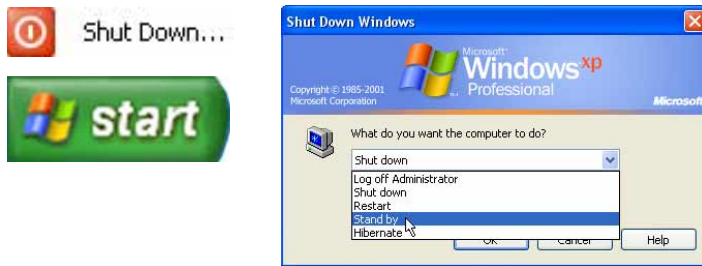 Shut Down...
start
Shut Down Windows
Microsoft
Windows xp
Professional
Copyright © 1985-2001
Microsoft Corporation
Microsoft
What do you want the computer to do?
Shut down
Log off Administrator
Shut down
Restart
Stand by
Hibernate
OK
Cancel
Help